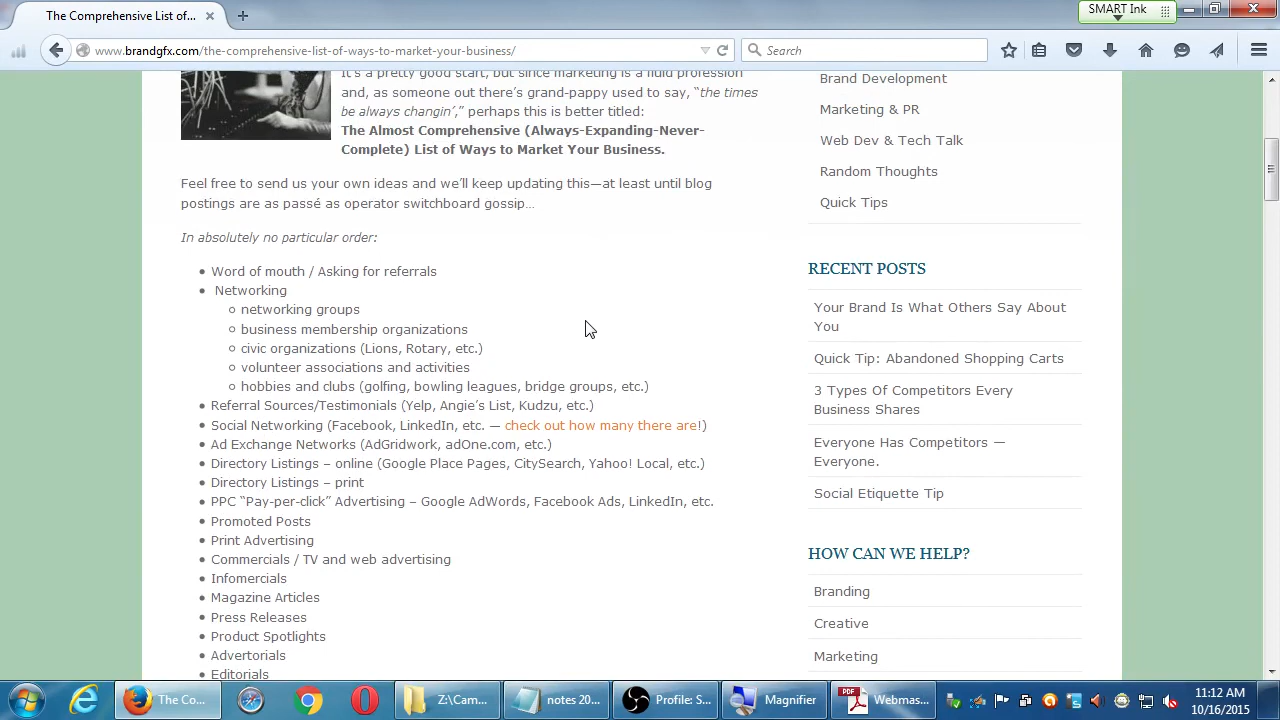 The Comprehensive List of...
SMART Ink
www.brandgfx.com/the-comprehensive-list-of-ways-to-market-your-business/
Search
It's a pretty good start, but since marketing is a fluid profession
and, as someone out there's grand-pappy used to say, "the times
be always changin'," perhaps this is better titled:
The Almost Comprehensive (Always-Expanding-Never-
Complete) List of Ways to Market Your Business.
Feel free to send us your own ideas and we'll keep updating this—at least until blog
postings are as passé as operator switchboard gossip…
In absolutely no particular order:
• Word of mouth / Asking for referrals
• Networking
○ networking groups
○ business membership organizations
○ civic organizations (Lions, Rotary, etc.)
○ volunteer associations and activities
○ hobbies and clubs (golfing, bowling leagues, bridge groups, etc.)
• Referral Sources/Testimonials (Yelp, Angie's List, Kudzu, etc.)
• Social Networking (Facebook, LinkedIn, etc. — check out how many there are!)
• Ad Exchange Networks (AdGridwork, adOne.com, etc.)
• Directory Listings – online (Google Place Pages, CitySearch, Yahoo! Local, etc.)
• Directory Listings – print
• PPC "Pay-per-click" Advertising – Google AdWords, Facebook Ads, LinkedIn, etc.
• Promoted Posts
• Print Advertising
• Commercials / TV and web advertising
• Infomercials
• Magazine Articles
• Press Releases
• Product Spotlights
• Advertorials
• Editorials
Brand Development
Marketing & PR
Web Dev & Tech Talk
Random Thoughts
Quick Tips
RECENT POSTS
Your Brand Is What Others Say About
You
Quick Tip: Abandoned Shopping Carts
3 Types Of Competitors Every
Business Shares
Everyone Has Competitors —
Everyone.
Social Etiquette Tip
HOW CAN WE HELP?
Branding
Creative
Marketing
The Co...
Z:\Cam...
notes 20...
Profile: S...
Magnifier
PDF
Webmas...
11:12 AM
10/16/2015